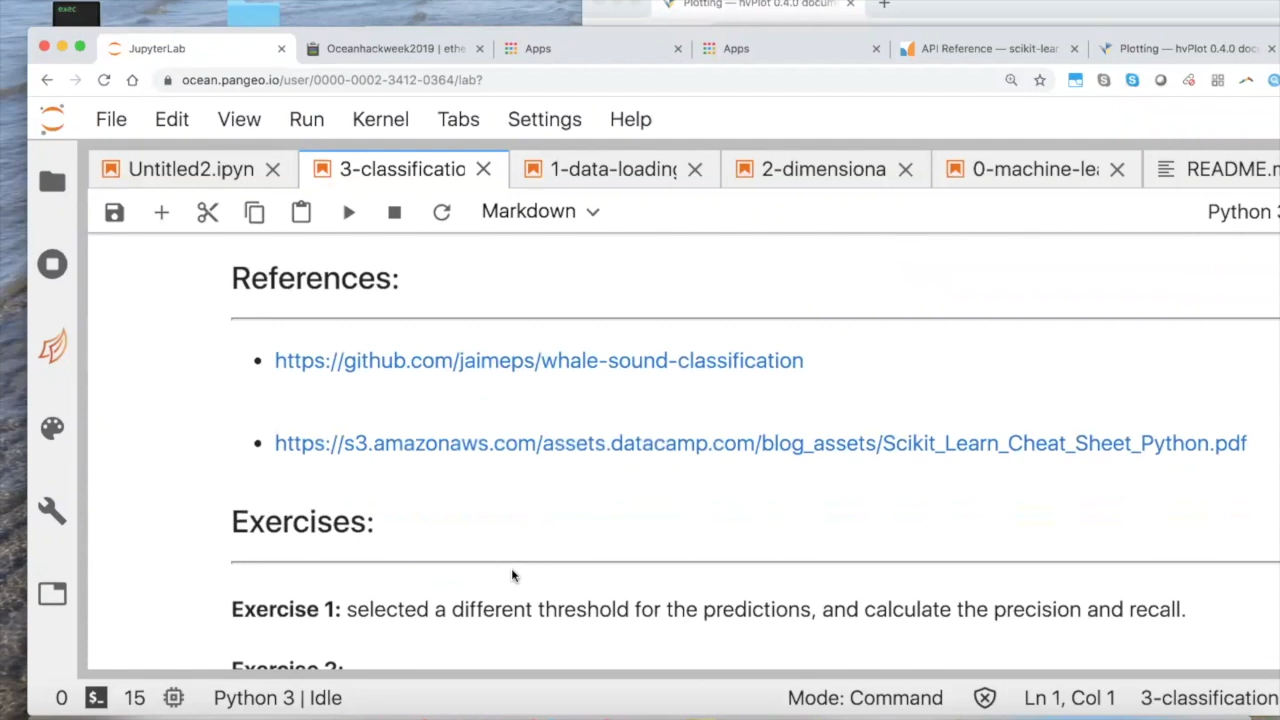 exec
Plotting — hvPlot 0.4.0 docum
JupyterLab
Oceanhackweek2019 | ethe
Apps
Apps
API Reference — scikit-lear
Plotting — hvPlot 0.4.0 doc
ocean.pangeo.io/user/0000-0002-3412-0364/lab?
File Edit View Run Kernel Tabs Settings Help
Untitled2.ipyn
3-classificatio
1-data-loading
2-dimensiona
0-machine-le
README.m
Markdown
Python 3
References:
• https://github.com/jaimeps/whale-sound-classification
• https://s3.amazonaws.com/assets.datacamp.com/blog_assets/Scikit_Learn_Cheat_Sheet_Python.pdf
Exercises:
Exercise 1: selected a different threshold for the predictions, and calculate the precision and recall.
Exercise 2:
0 $_ 15 Python 3 | Idle Mode: Command Ln 1, Col 1 3-classification